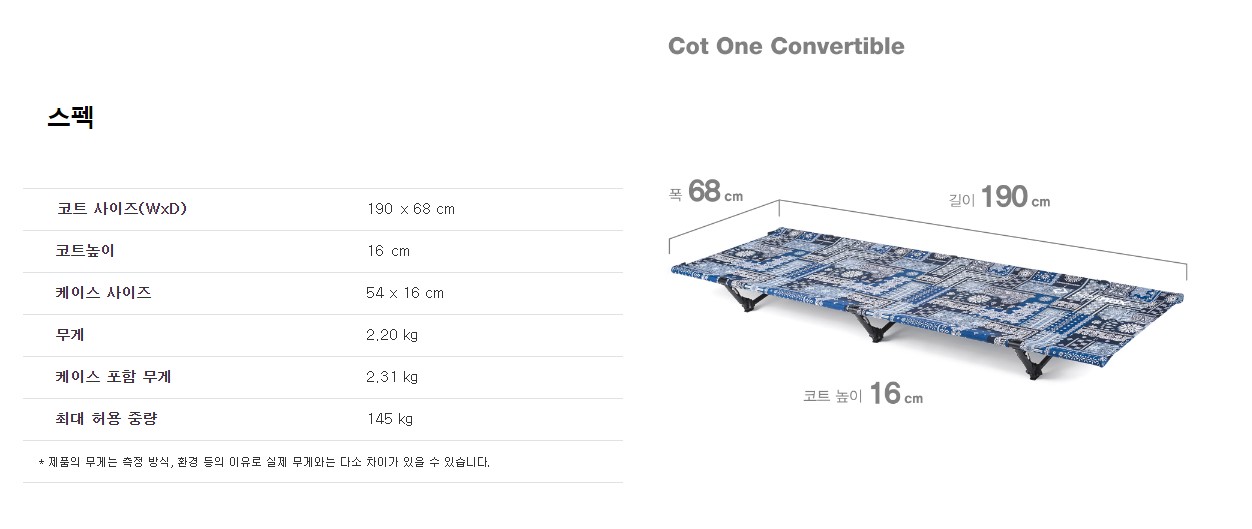 Cot One Convertible
스펙
코트 사이즈(WxD) 190 x 68 cm
코트높이 16 cm
케이스 사이즈 54 x 16 cm
무게 2.20 kg
케이스 포함 무게 2.31 kg
최대 허용 중량 145 kg
* 제품의 무게는 측정 방식, 환경 등의 이유로 실제 무게와는 다소 차이가 있을 수 있습니다.
폭 68 cm
길이 190 cm
코트 높이 16 cm